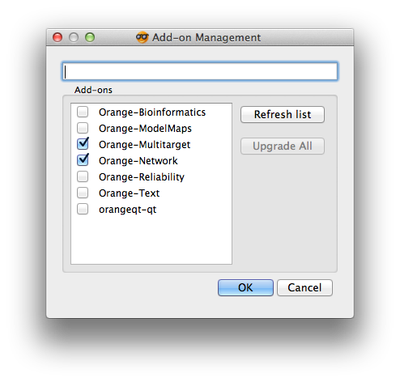 Add-on Management
Add-ons
Orange-Bioinformatics
Refresh list
Orange-ModelMaps
Orange-Multitarget
Upgrade All
Orange-Network
Orange-Reliability
Orange-Text
orangeqt-qt
OK
Cancel